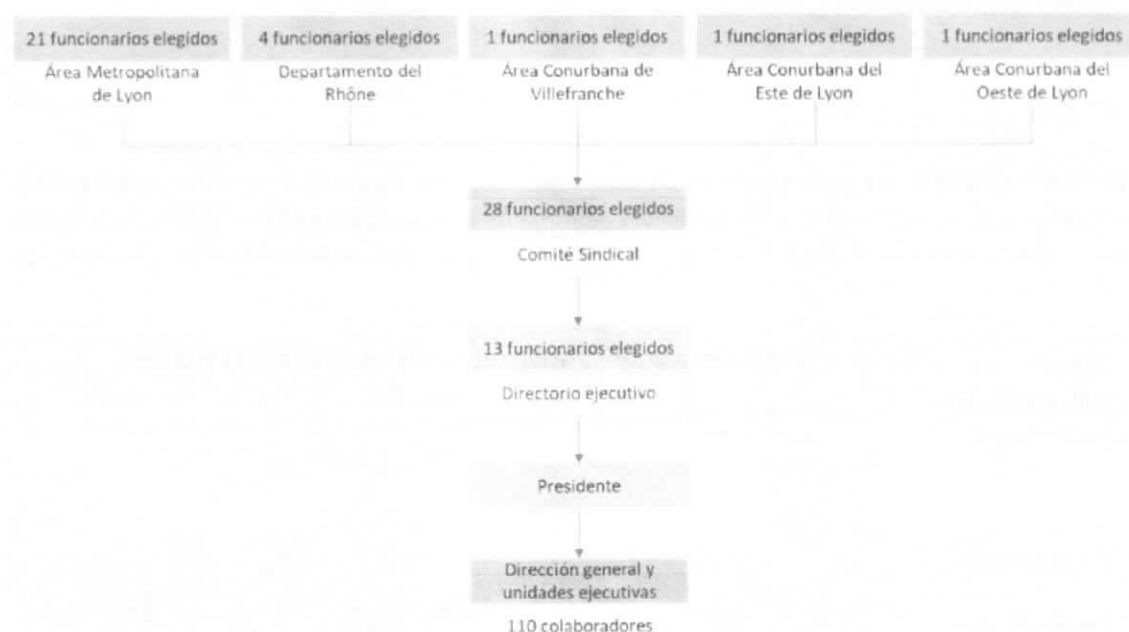 21 funcionarios elegidos
Área Metropolitana
de Lyon
4 funcionarios elegidos
Departamento del
Rhône
1 funcionarios elegidos
Área Conurbana de
Villefranche
1 funcionarios elegidos
Área Conurbana del
Este de Lyon
1 funcionarios elegidos
Área Conurbana del
Oeste de Lyon
28 funcionarios elegidos
Comité Sindical
13 funcionarios elegidos
Directorio ejecutivo
Presidente
Dirección general y
unidades ejecutivas
110 colaboradores